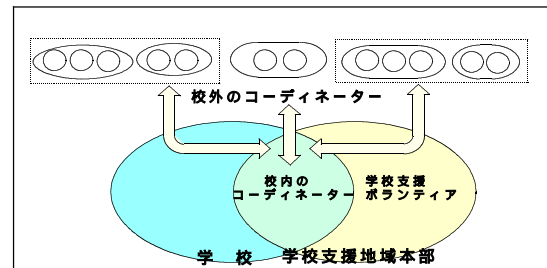 校外のコーディネーター
校内の
コーディネーター
学校支援
ボランティア
学　校
学校支援地域本部